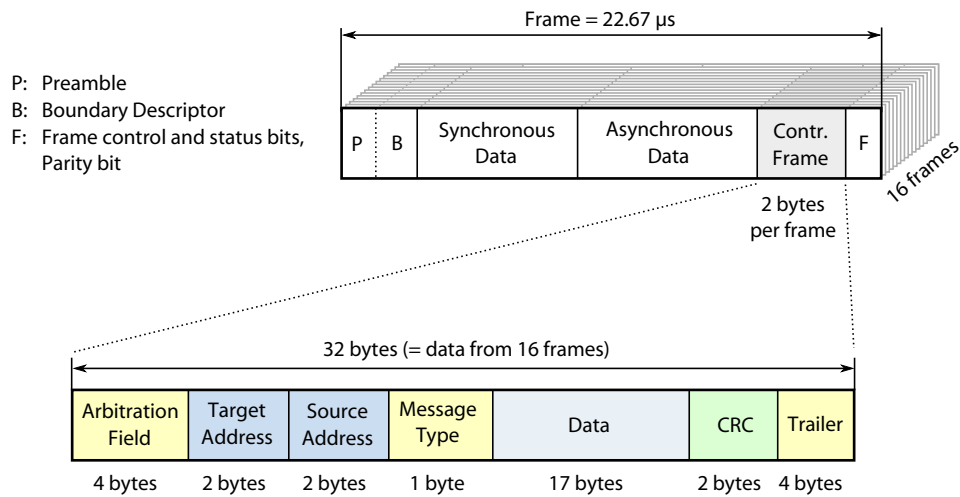 Frame = 22.67 µs
P: Preamble
B: Boundary Descriptor
F: Frame control and status bits,
Parity bit
P
B
Synchronous
Data
Asynchronous
Data
Contr.
Frame
F
16 frames
2 bytes
per frame
32 bytes (= data from 16 frames)
Arbitration
Field
Target
Address
Source
Address
Message
Type
Data
CRC
Trailer
4 bytes
2 bytes
2 bytes
1 byte
17 bytes
2 bytes
4 bytes